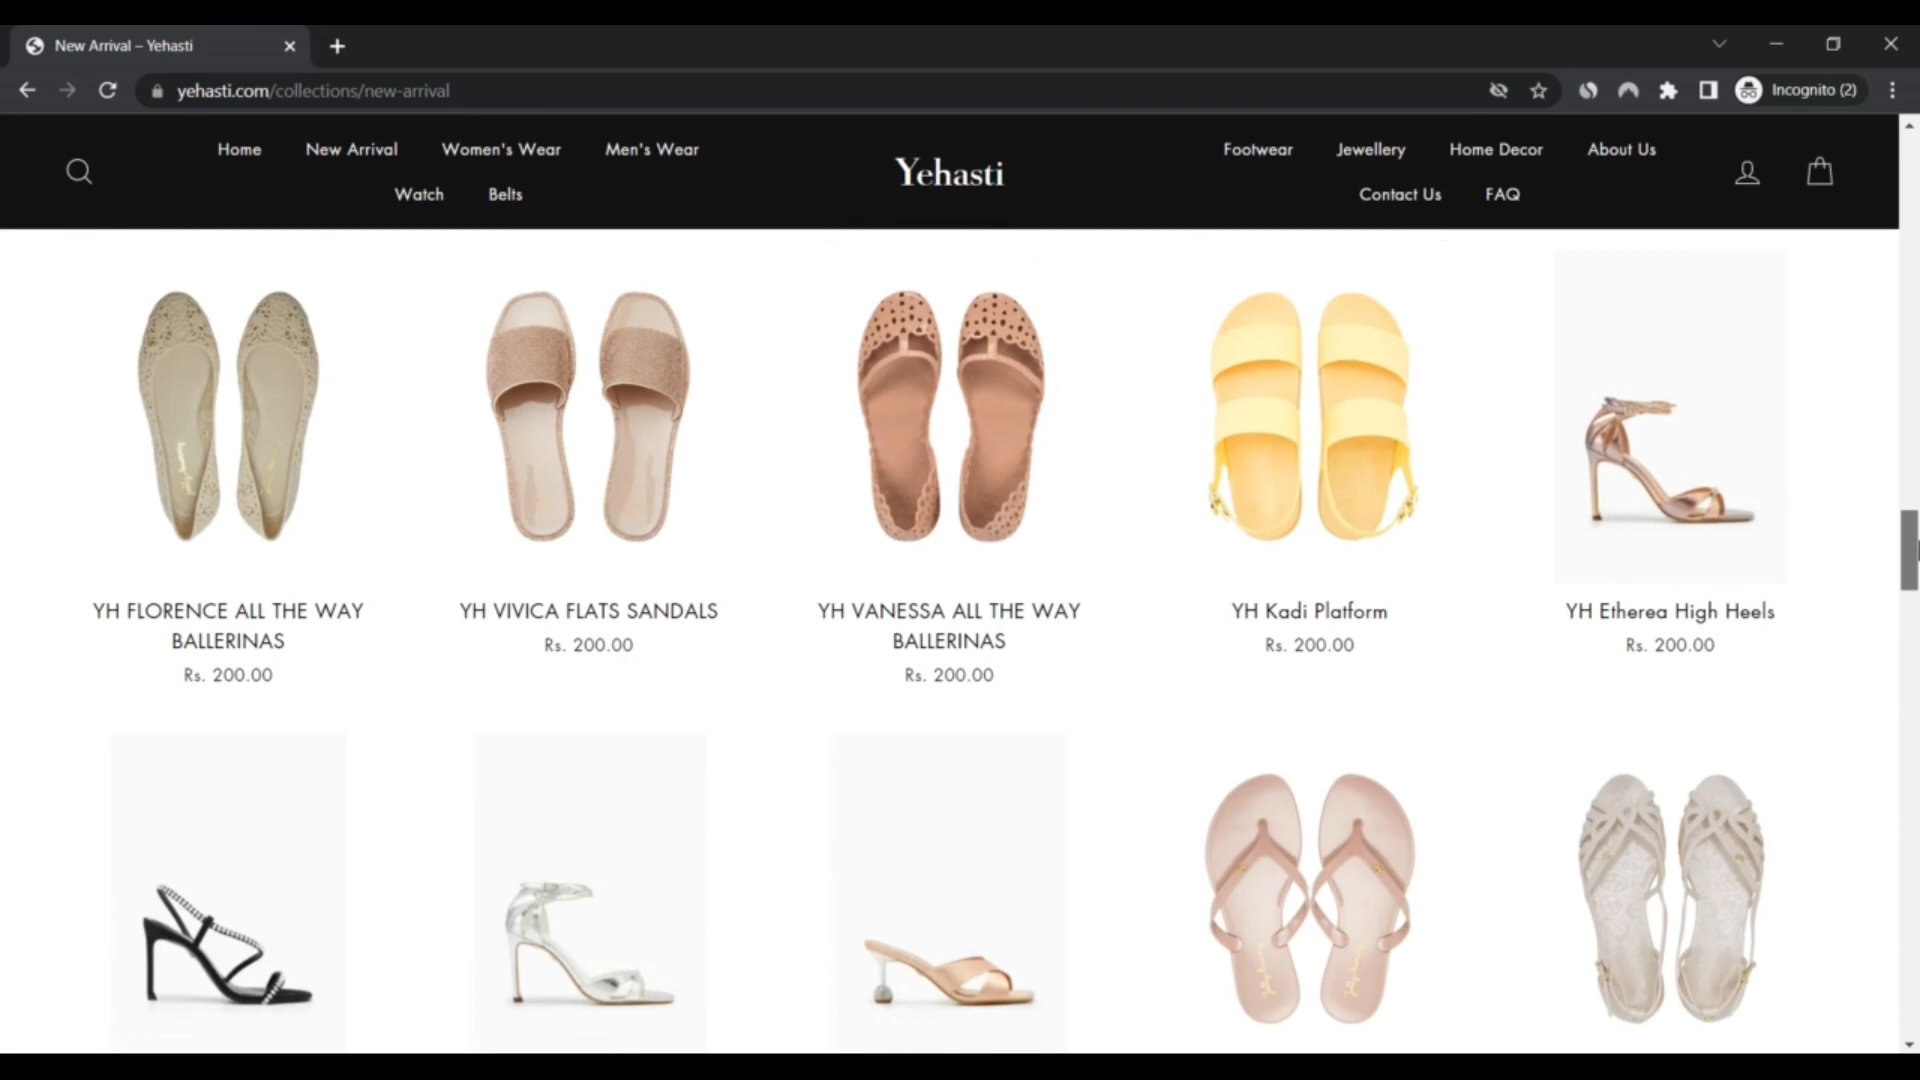 New Arrival – Yehasti
yehasti.com/collections/new-arrival
Incognito (2)
Home New Arrival Women's Wear Men's Wear
Watch Belts
Yehasti
Footwear Jewellery Home Decor About Us
Contact Us FAQ
YH FLORENCE ALL THE WAY
BALLERINAS
Rs. 200.00
YH VIVICA FLATS SANDALS
Rs. 200.00
YH VANESSA ALL THE WAY
BALLERINAS
Rs. 200.00
YH Kadi Platform
Rs. 200.00
YH Etherea High Heels
Rs. 200.00